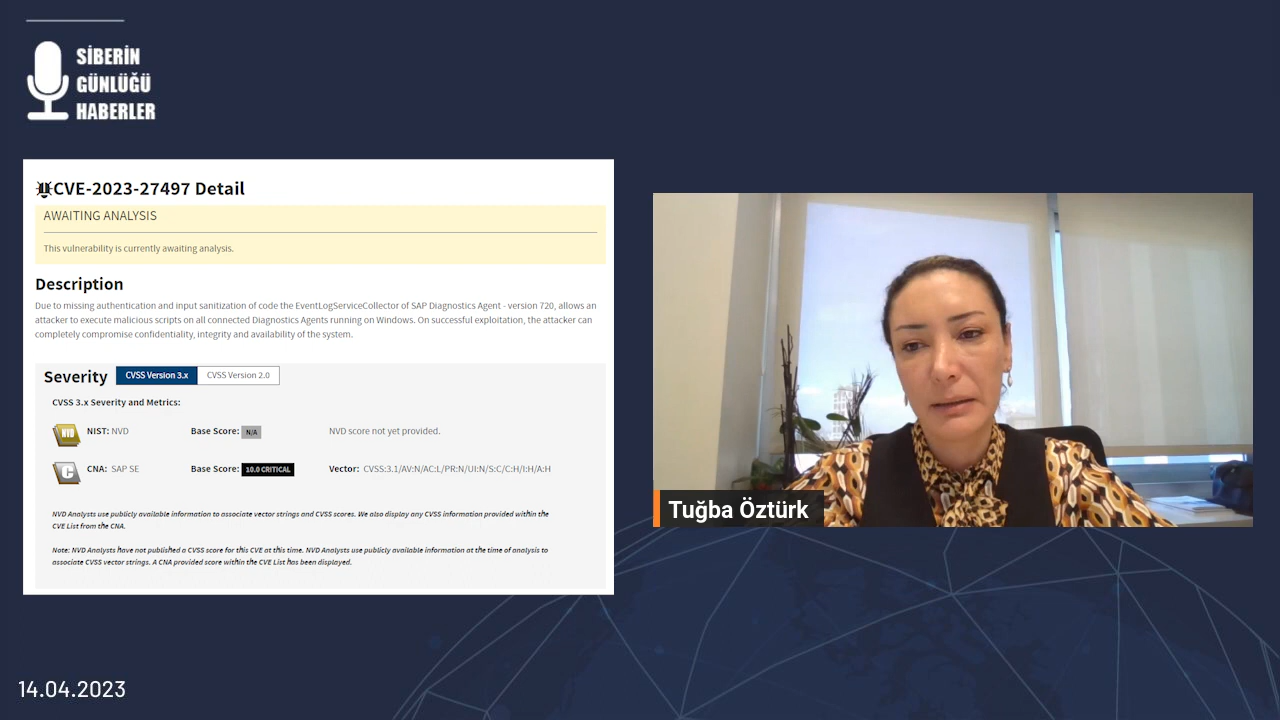 SİBERİN
GÜNLÜĞÜ
HABERLER
CVE-2023-27497 Detail
AWAITING ANALYSIS
This vulnerability is currently awaiting analysis.
Description
Due to missing authentication and input sanitization of code the EventLogServiceCollector of SAP Diagnostics Agent - version 720, allows an
attacker to execute malicious scripts on all connected Diagnostics Agents running on Windows. On successful exploitation, the attacker can
completely compromise confidentiality, integrity and availability of the system.
Severity CVSS Version 3.x CVSS Version 2.0
CVSS 3.x Severity and Metrics:
NVD NIST: NVD Base Score: N/A NVD score not yet provided.
C CNA: SAP SE Base Score: 10.0 CRITICAL Vector: CVSS:3.1/AV:N/AC:L/PR:N/UI:N/S:C/C:H/I:H/A:H
NVD Analysts use publicly available information to associate vector strings and CVSS scores. We also display any CVSS information provided within the
CVE List from the CNA.
Note: NVD Analysts have not published a CVSS score for this CVE at this time. NVD Analysts use publicly available information at the time of analysis to
associate CVSS vector strings. A CNA provided score within the CVE List has been displayed.
Tuğba Öztürk
14.04.2023